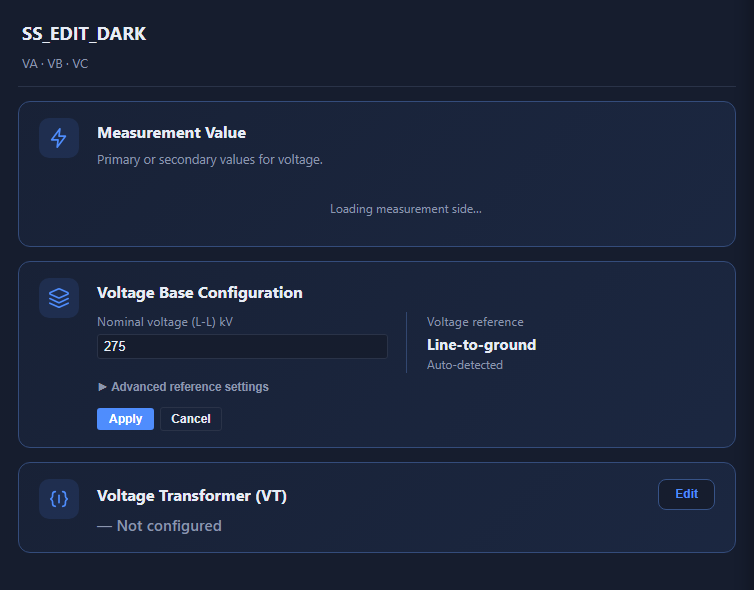 SS_EDIT_DARK
VA · VB · VC
Measurement Value
Primary or secondary values for voltage.
Loading measurement side...
Voltage Base Configuration
Nominal voltage (L-L) kV
275
Voltage reference
Line-to-ground
Auto-detected
▶ Advanced reference settings
Apply Cancel
Voltage Transformer (VT)
Edit
— Not configured